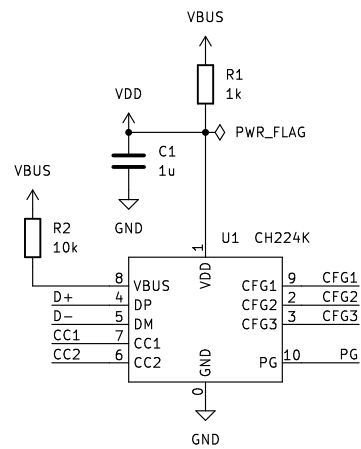 VBUS
R1
1k
VDD
PWR_FLAG
C1
1u
VBUS
GND
R2
10k
U1 CH224K
1
VDD
8 VBUS CFG1 9 CFG1
D+ 4 DP CFG2 2 CFG2
D- 5 DM CFG3 3 CFG3
CC1 7 CC1
CC2 6 CC2 GND PG 10 PG
0
GND